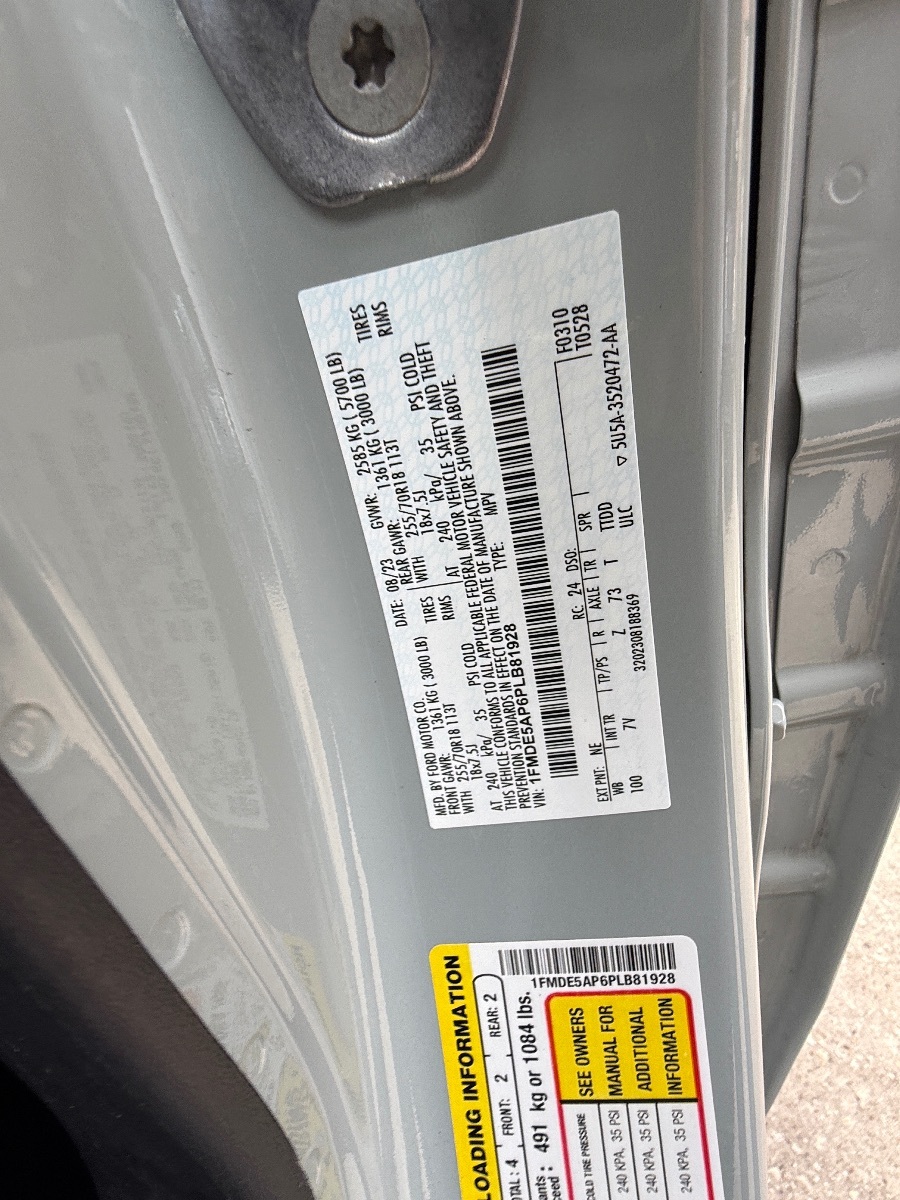 MFD. BY FORD MOTOR CO.
DATE: 08/23 GVWR: 2585 KG ( 5700 LB)
FRONT GAWR: 1361 KG ( 3000 LB) REAR GAWR: 1361 KG ( 3000 LB)
WITH 255/70R18 113T TIRES WITH 255/70R18 113T TIRES
18x7.5J RIMS 18x7.5J RIMS
AT 240 kPa/ 35 PSI COLD AT 240 kPa/ 35 PSI COLD
THIS VEHICLE CONFORMS TO ALL APPLICABLE FEDERAL MOTOR VEHICLE SAFETY AND THEFT
PREVENTION STANDARDS IN EFFECT ON THE DATE OF MANUFACTURE SHOWN ABOVE.
VIN: 1FMDE5AP6PLB81928 TYPE: MPV
F0310
EXT PNT: NE RC: 24 DSO: T0528
WB INT TR TP/PS R AXLE TR SPR
100 7V Z 73 T TTDD
ULC
3202308188369 ▽ 5U5A-3520472-AA
LOADING INFORMATION
OTAL : 4 FRONT: 2 REAR: 2
ants : 491 kg or 1084 lbs.
1FMDE5AP6PLB81928
OLD TIRE PRESSURE
240 KPA, 35 PSI
240 KPA, 35 PSI
240 KPA, 35 PSI
SEE OWNERS
MANUAL FOR
ADDITIONAL
INFORMATION